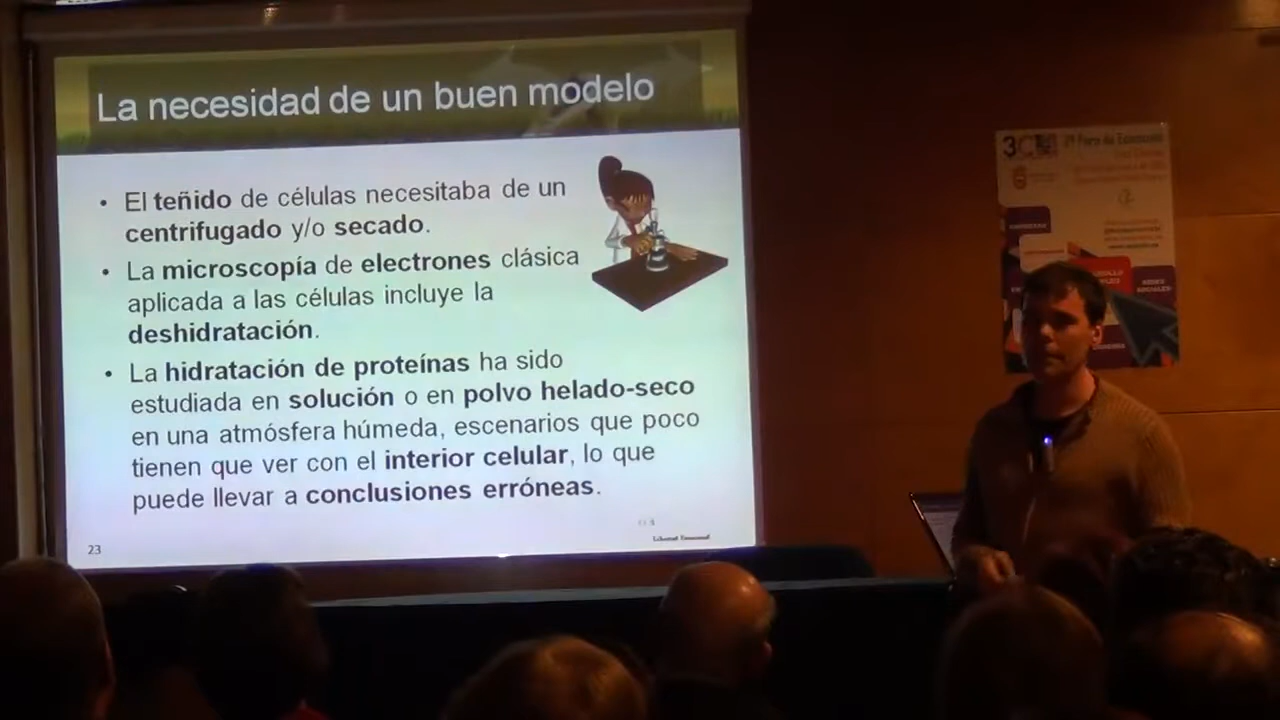 La necesidad de un buen modelo
• El teñido de células necesitaba de un
centrifugado y/o secado.
• La microscopía de electrones clásica
aplicada a las células incluye la
deshidratación.
• La hidratación de proteínas ha sido
estudiada en solución o en polvo helado-seco
en una atmósfera húmeda, escenarios que poco
tienen que ver con el interior celular, lo que
puede llevar a conclusiones erróneas.
23
3C
REDES
SOCIALES